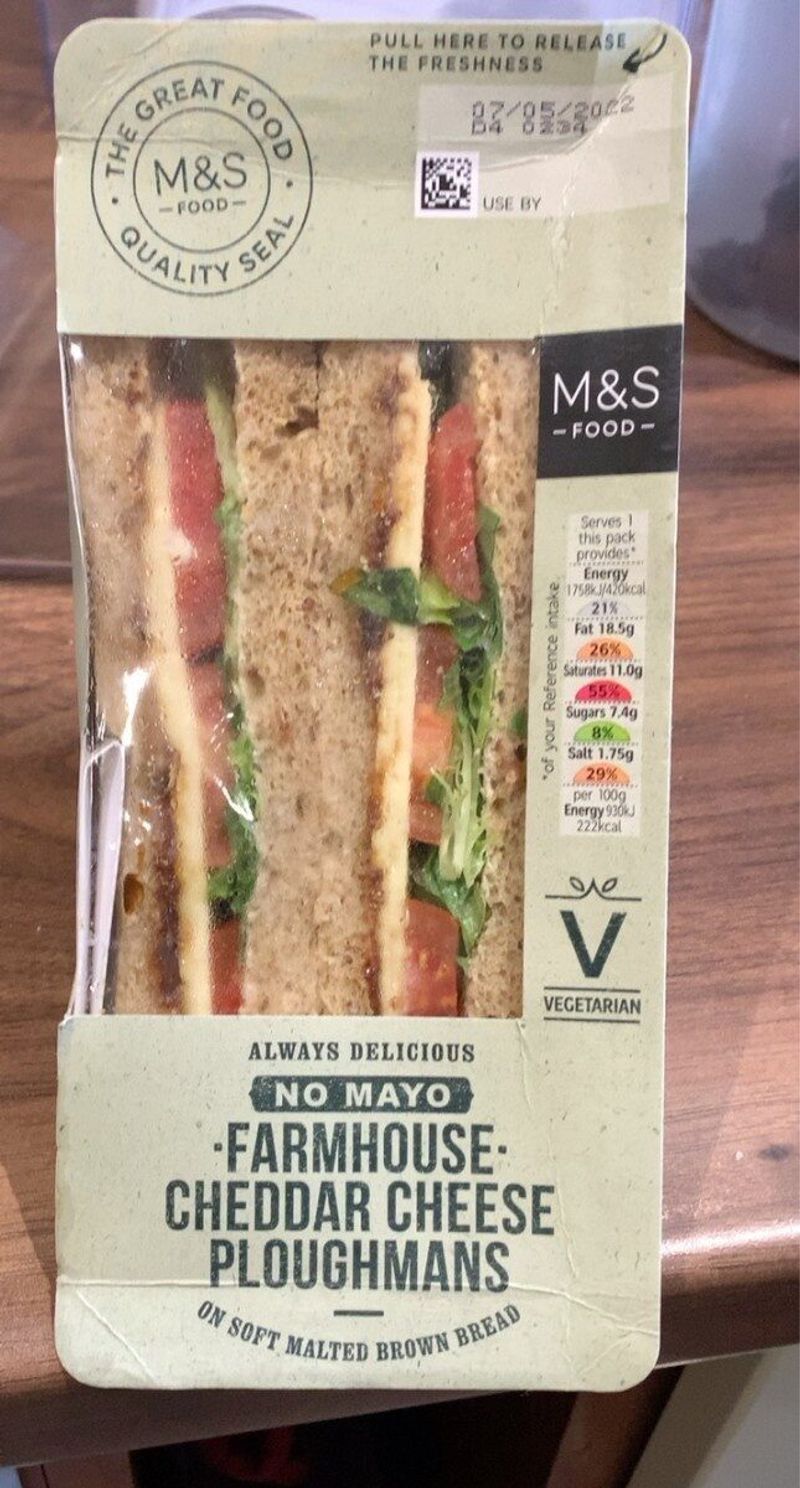 PULL HERE TO RELEASE
THE FRESHNESS
THE GREAT FOOD
M&S
FOOD
QUALITY SEAL
07/05/2022
USE BY
M&S
FOOD
Serves 1
this pack
provides*
Energy
1758kJ/420kcal
21%
Fat 18.5g
26%
Saturates 11.0g
55%
Sugars 7.4g
8%
Salt 1.75g
29%
per 100g
Energy 930kJ
222kcal
*of your Reference intake
V
VEGETARIAN
ALWAYS DELICIOUS
NO MAYO
·FARMHOUSE·
CHEDDAR CHEESE
PLOUGHMANS
ON SOFT MALTED BROWN BREAD